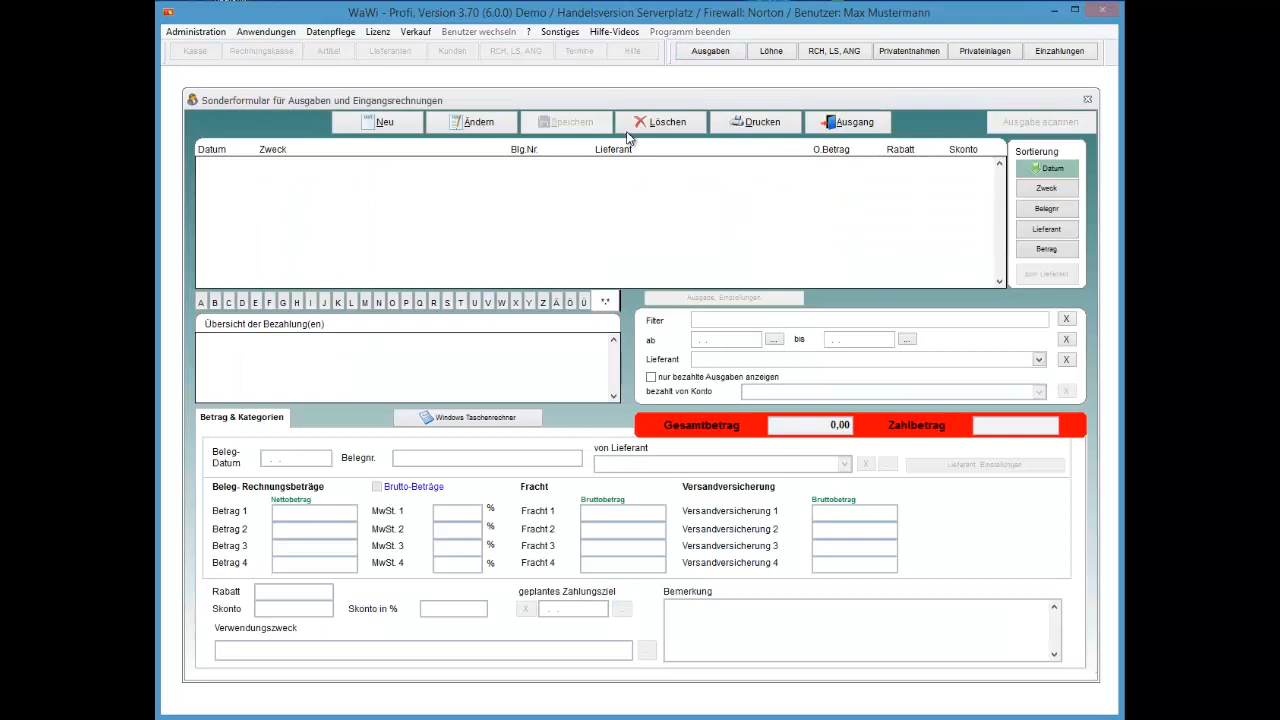 WaWi - Profi, Version 3.70 (6.0.0) Demo / Handelsversion Serverplatz / Firewall: Norton / Benutzer: Max Mustermann
Administration Anwendungen Datenpflege Lizenz Verkauf Benutzer wechseln ? Sonstiges Hilfe-Videos Programm beenden
Kasse Rechnungskasse Artikel Lieferanten Kunden RCH, LS, ANG Termine Hilfe Ausgaben Löhne RCH, LS, ANG Privatentnahmen Privateinlagen Einzahlungen
Sonderformular für Ausgaben und Eingangsrechnungen
Neu Ändern Speichern Löschen Drucken Ausgang Ausgabe scannen
Datum Zweck Blg.Nr. Lieferant O.Betrag Rabatt Skonto
Sortierung
Datum
Zweck
Belegnr
Lieferant
Betrag
zum Lieferant
A B C D E F G H I J K L M N O P Q R S T U V W X Y Z Ä Ö Ü *.*
Ausgabe, Einstellungen
Übersicht der Bezahlung(en)
Filter X
ab . . ... bis . . ... X
Lieferant X
nur bezahlte Ausgaben anzeigen
bezahlt von Konto X
Betrag & Kategorien Windows Taschenrechner
Gesamtbetrag 0,00 Zahlbetrag
Beleg-
Datum . . Belegnr. von Lieferant X ... Lieferant Einstellungen
Beleg- Rechnungsbeträge Brutto-Beträge Fracht Versandversicherung
Nettobetrag Bruttobetrag Bruttobetrag
Betrag 1 MwSt. 1 % Fracht 1 Versandversicherung 1
Betrag 2 MwSt. 2 % Fracht 2 Versandversicherung 2
Betrag 3 MwSt. 3 % Fracht 3 Versandversicherung 3
Betrag 4 MwSt. 4 % Fracht 4 Versandversicherung 4
Rabatt geplantes Zahlungsziel Bemerkung
Skonto Skonto in % X . . ...
Verwendungszweck
...